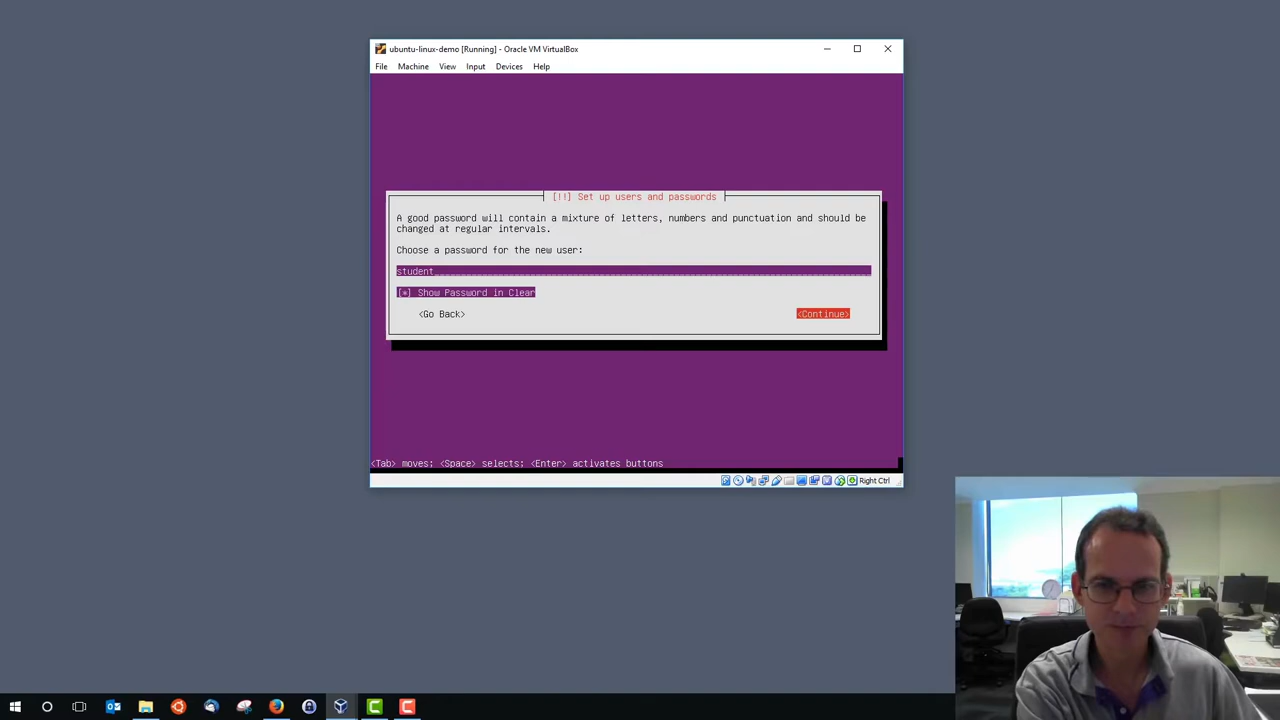 ubuntu-linux-demo [Running] - Oracle VM VirtualBox
File Machine View Input Devices Help
[!!] Set up users and passwords
A good password will contain a mixture of letters, numbers and punctuation and should be
changed at regular intervals.
Choose a password for the new user:
student
[*] Show Password in Clear
<Go Back> <Continue>
<Tab> moves; <Space> selects; <Enter> activates buttons
Right Ctrl